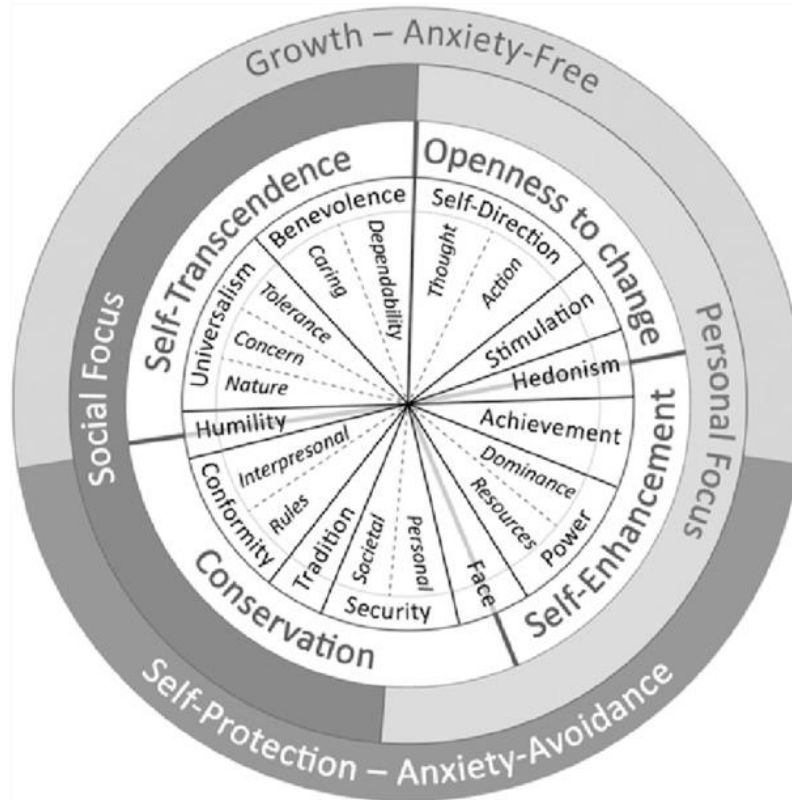 Growth – Anxiety-Free
Social Focus
Personal Focus
Self-Protection – Anxiety-Avoidance
Self-Transcendence
Openness to change
Self-Enhancement
Conservation
Benevolence
Caring
Dependability
Self-Direction
Thought
Action
Stimulation
Hedonism
Achievement
Power
Dominance
Resources
Face
Security
Personal
Societal
Tradition
Conformity
Rules
Interpresonal
Humility
Universalism
Nature
Concern
Tolerance